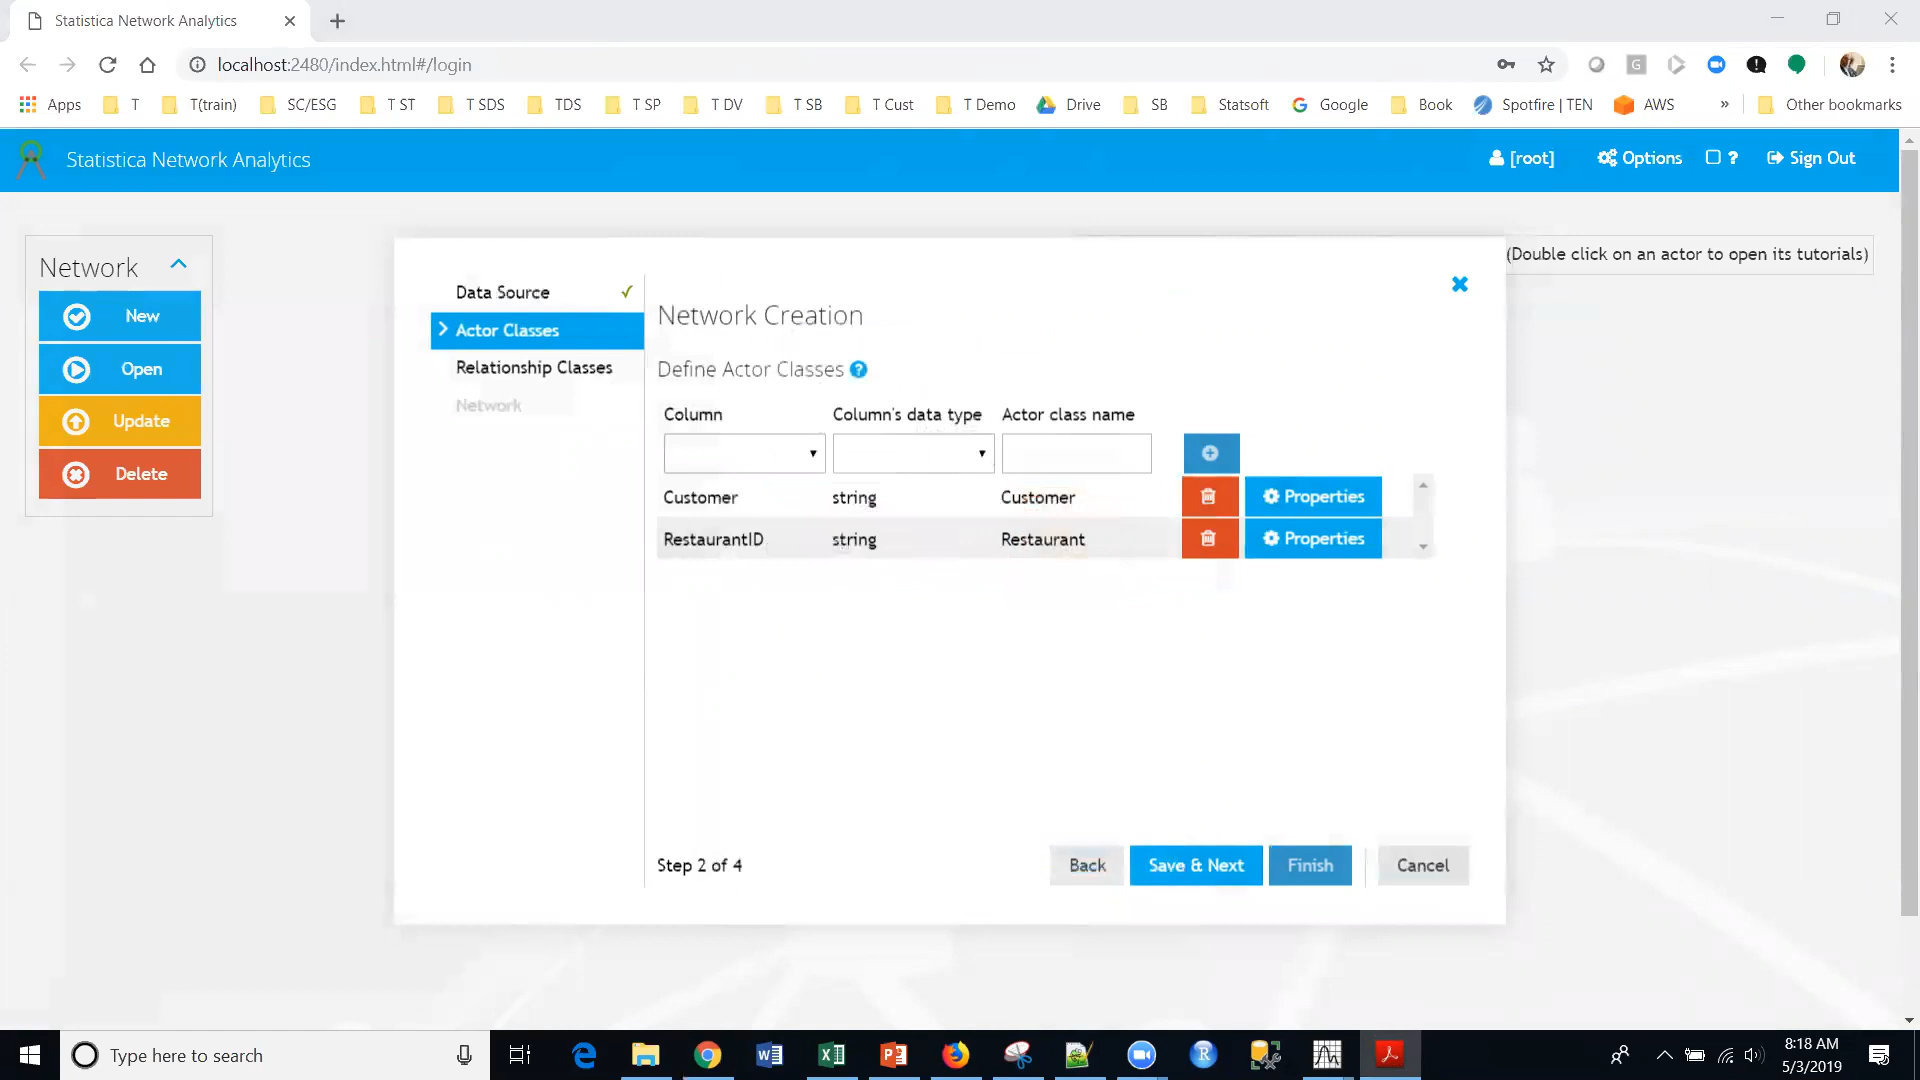 Statistica Network Analytics
localhost:2480/index.html#/login
G
Apps T T(train) SC/ESG T ST T SDS TDS T SP T DV T SB T Cust T Demo Drive SB Statsoft Google Book Spotfire | TEN AWS » Other bookmarks
Statistica Network Analytics
[root] Options ? Sign Out
(Double click on an actor to open its tutorials)
Network
New
Open
Update
Delete
Data Source
Actor Classes
Relationship Classes
Network
Network Creation
Define Actor Classes ?
Column Column's data type Actor class name
Customer string Customer Properties
RestaurantID string Restaurant Properties
Step 2 of 4
Back Save & Next Finish Cancel
Type here to search
8:18 AM
5/3/2019